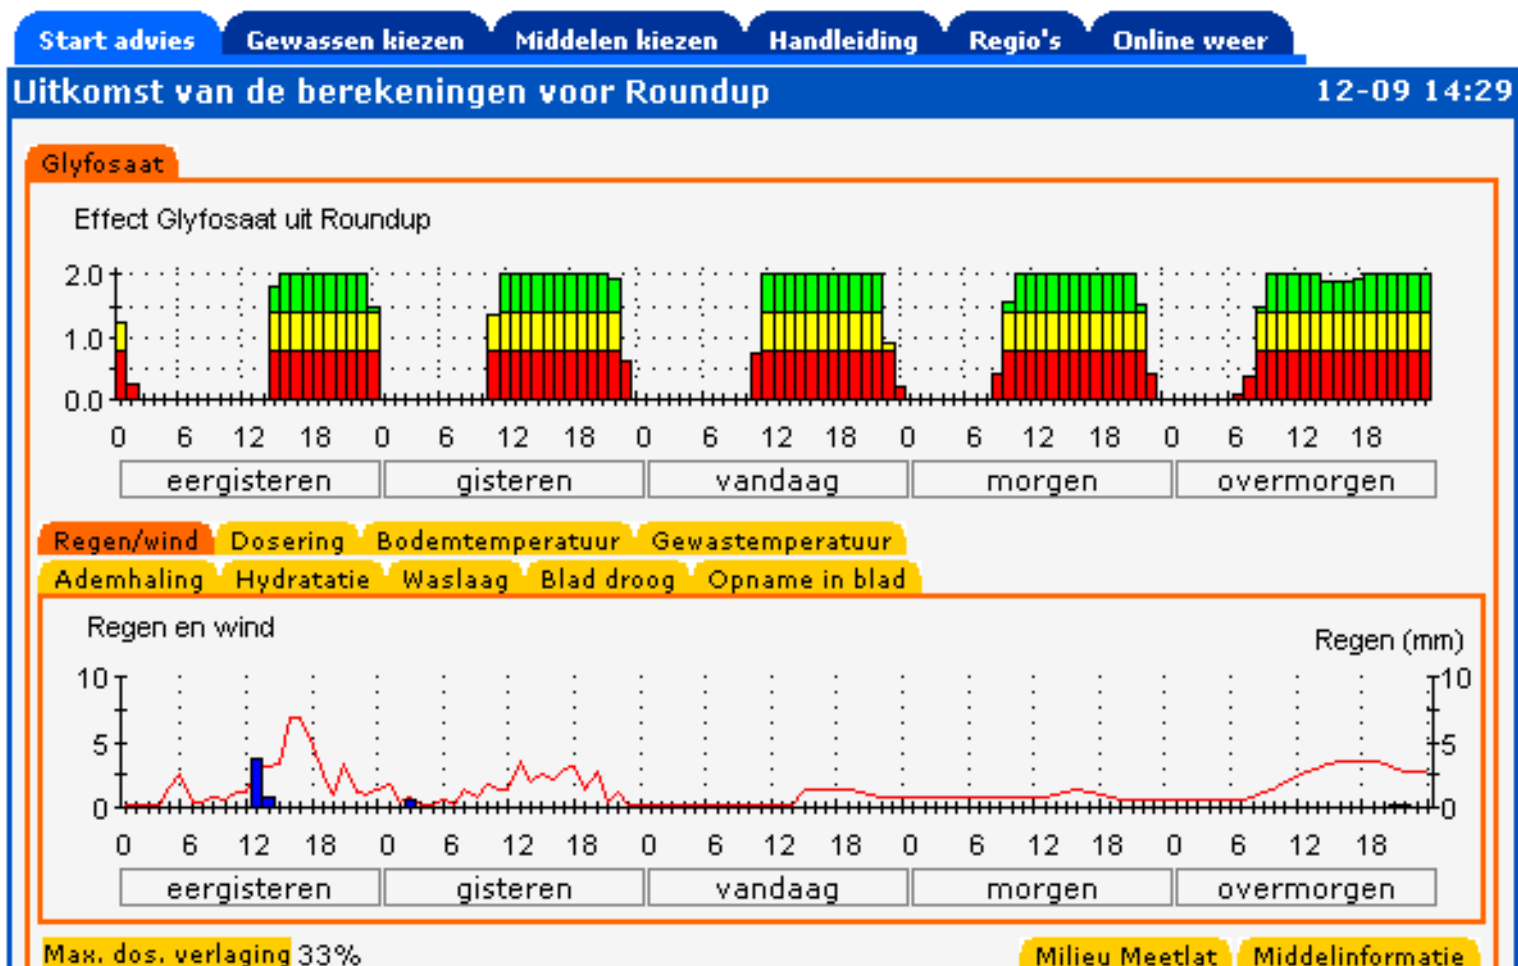 Start advies Gewassen kiezen Middelen kiezen Handleiding Regio's Online weer
Uitkomst van de berekeningen voor Roundup 12-09 14:29
Glyfosaat
Effect Glyfosaat uit Roundup
2.0
1.0
0.0
0 6 12 18 0 6 12 18 0 6 12 18 0 6 12 18 0 6 12 18
eergisteren gisteren vandaag morgen overmorgen
Regen/wind Dosering Bodemtemperatuur Gewastemperatuur
Ademhaling Hydratatie Waslaag Blad droog Opname in blad
Regen en wind
Regen (mm)
10 10
5 5
0 0
0 6 12 18 0 6 12 18 0 6 12 18 0 6 12 18 0 6 12 18
eergisteren gisteren vandaag morgen overmorgen
Max. dos. verlaging 33% Milieu Meetlat Middelinformatie